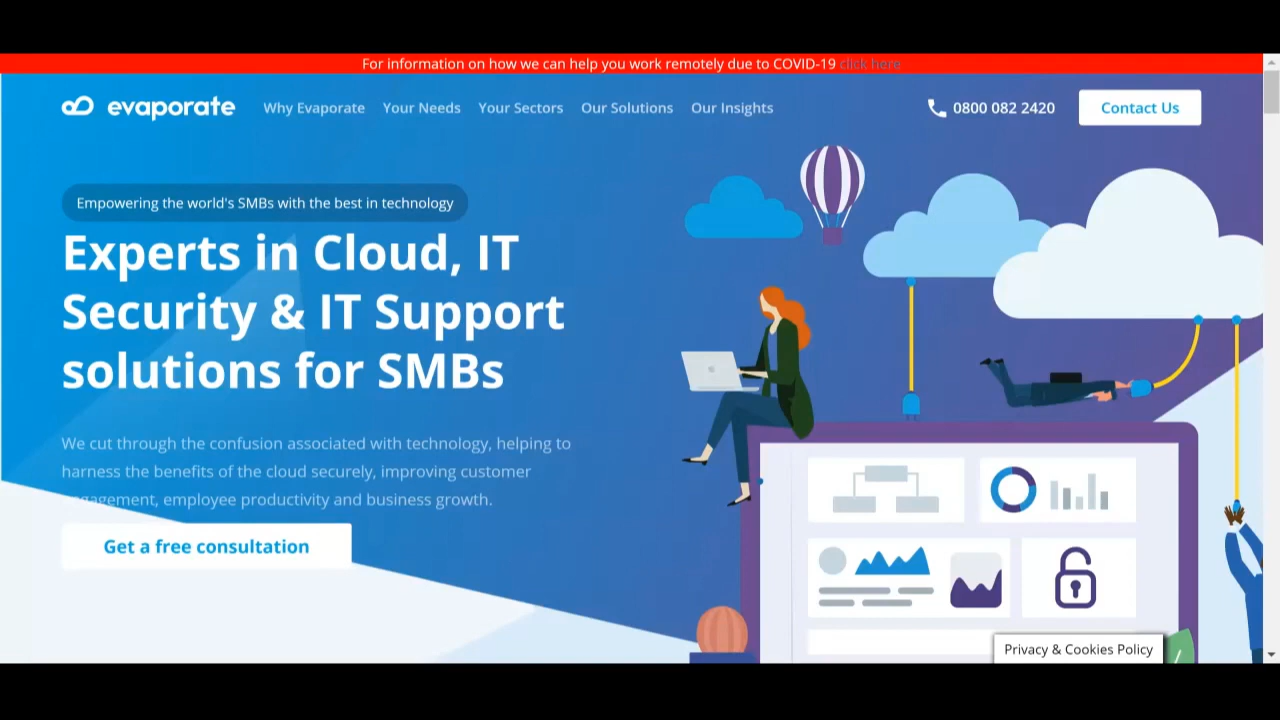 For information on how we can help you work remotely due to COVID-19 click here
evaporate Why Evaporate Your Needs Your Sectors Our Solutions Our Insights 0800 082 2420 Contact Us
Empowering the world's SMBs with the best in technology
Experts in Cloud, IT
Security & IT Support
solutions for SMBs
We cut through the confusion associated with technology, helping to
harness the benefits of the cloud securely, improving customer
engagement, employee productivity and business growth.
Get a free consultation
Privacy & Cookies Policy